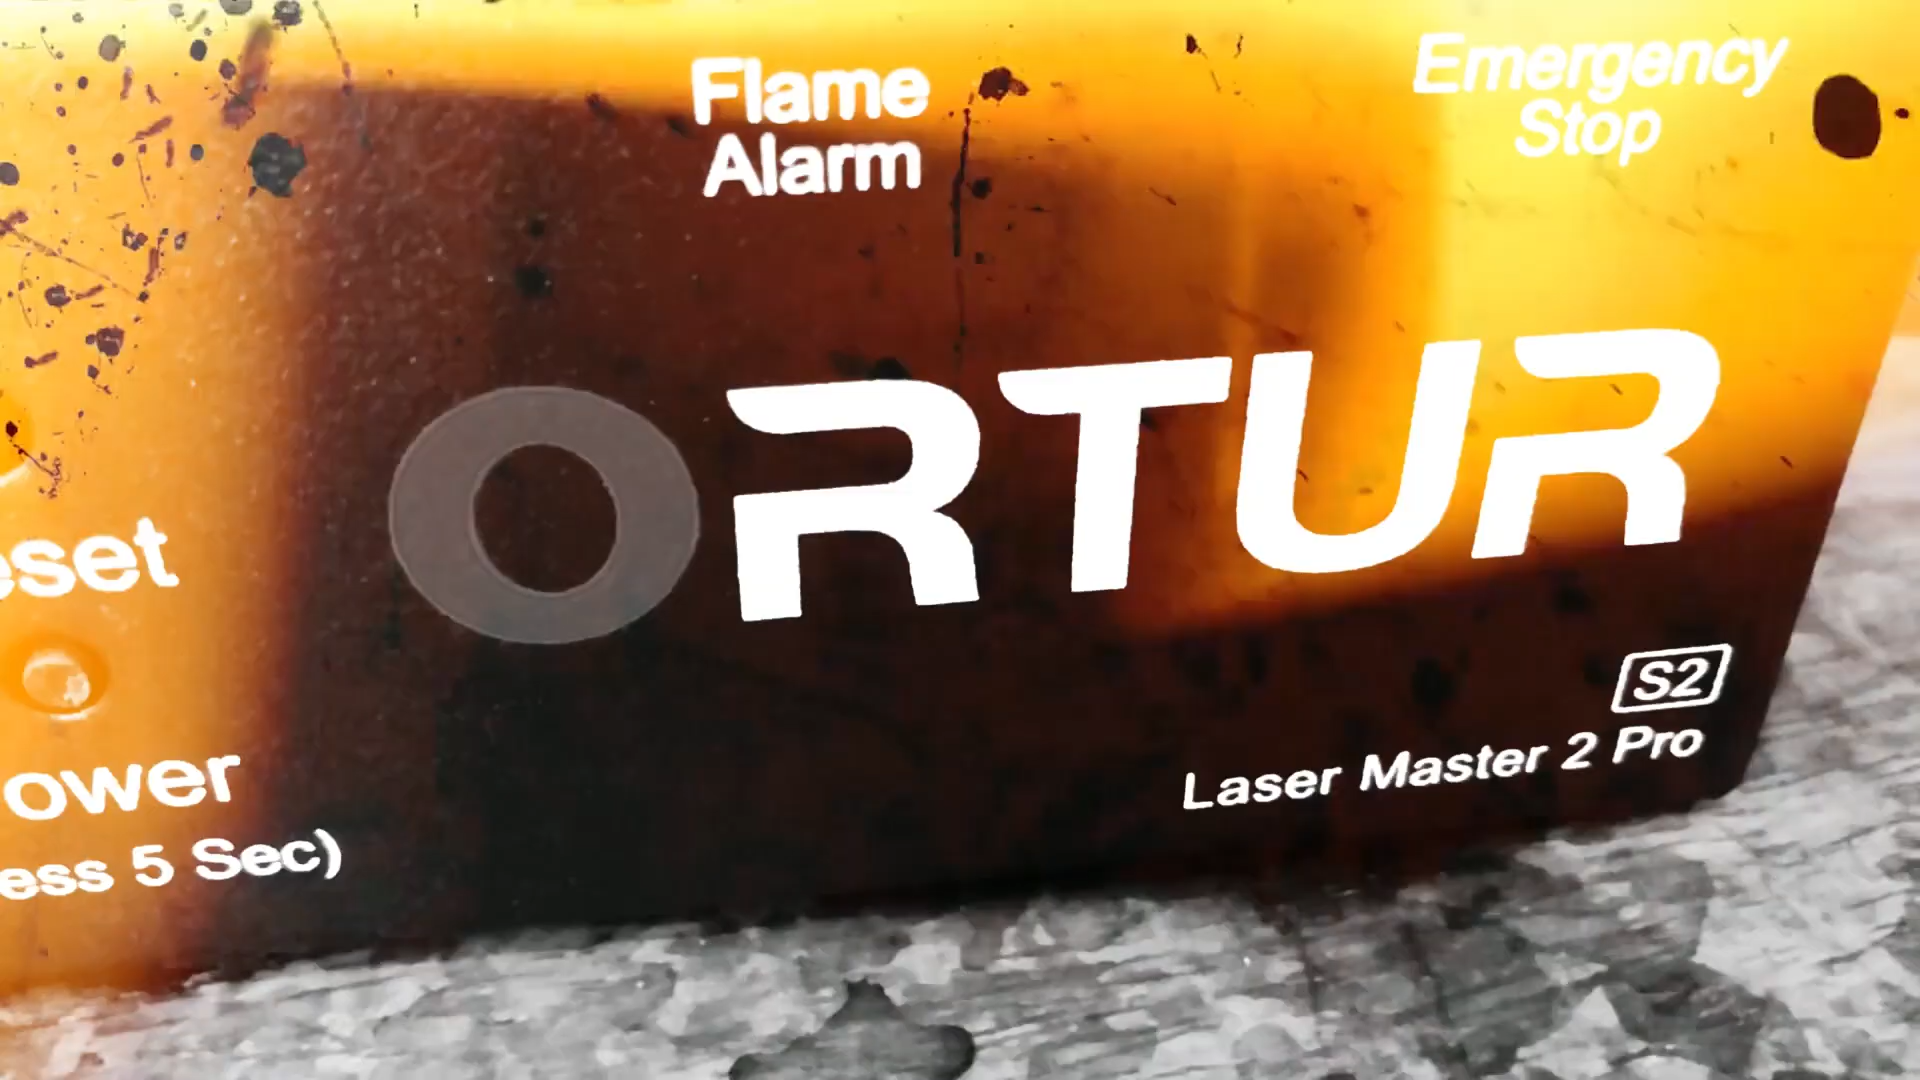 Flame
Alarm
Emergency
Stop
ORTUR
eset
S2
Laser Master 2 Pro
ower
ess 5 Sec)